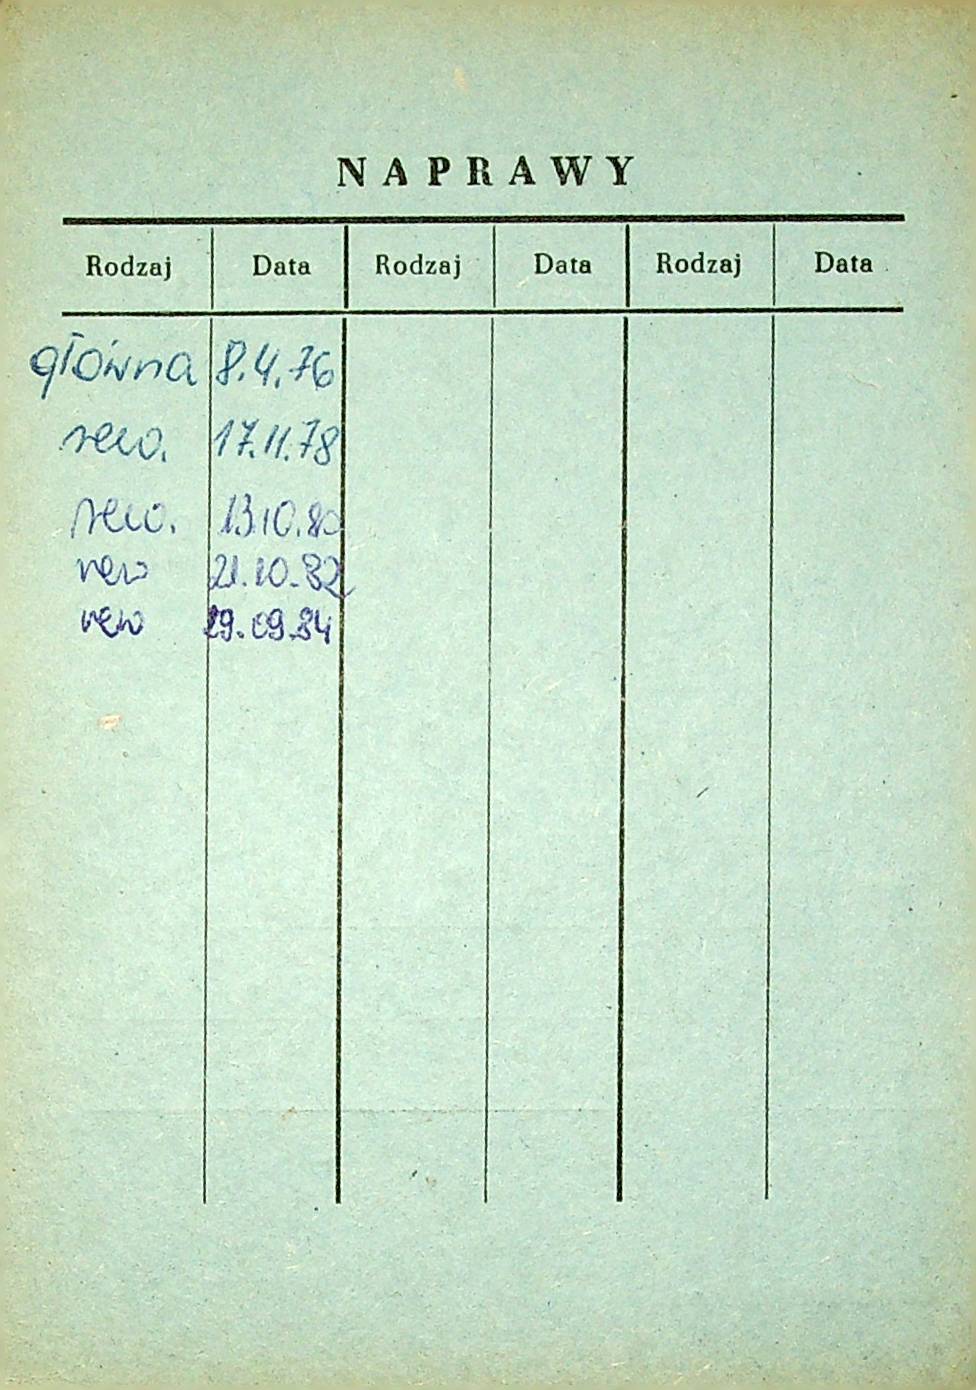 NAPRAWY
Rodzaj Data Rodzaj Data Rodzaj Data
główna 8.4.76
rew. 17.11.78
rew. 13.10.80
rew 21.10.82
rew 29.09.84